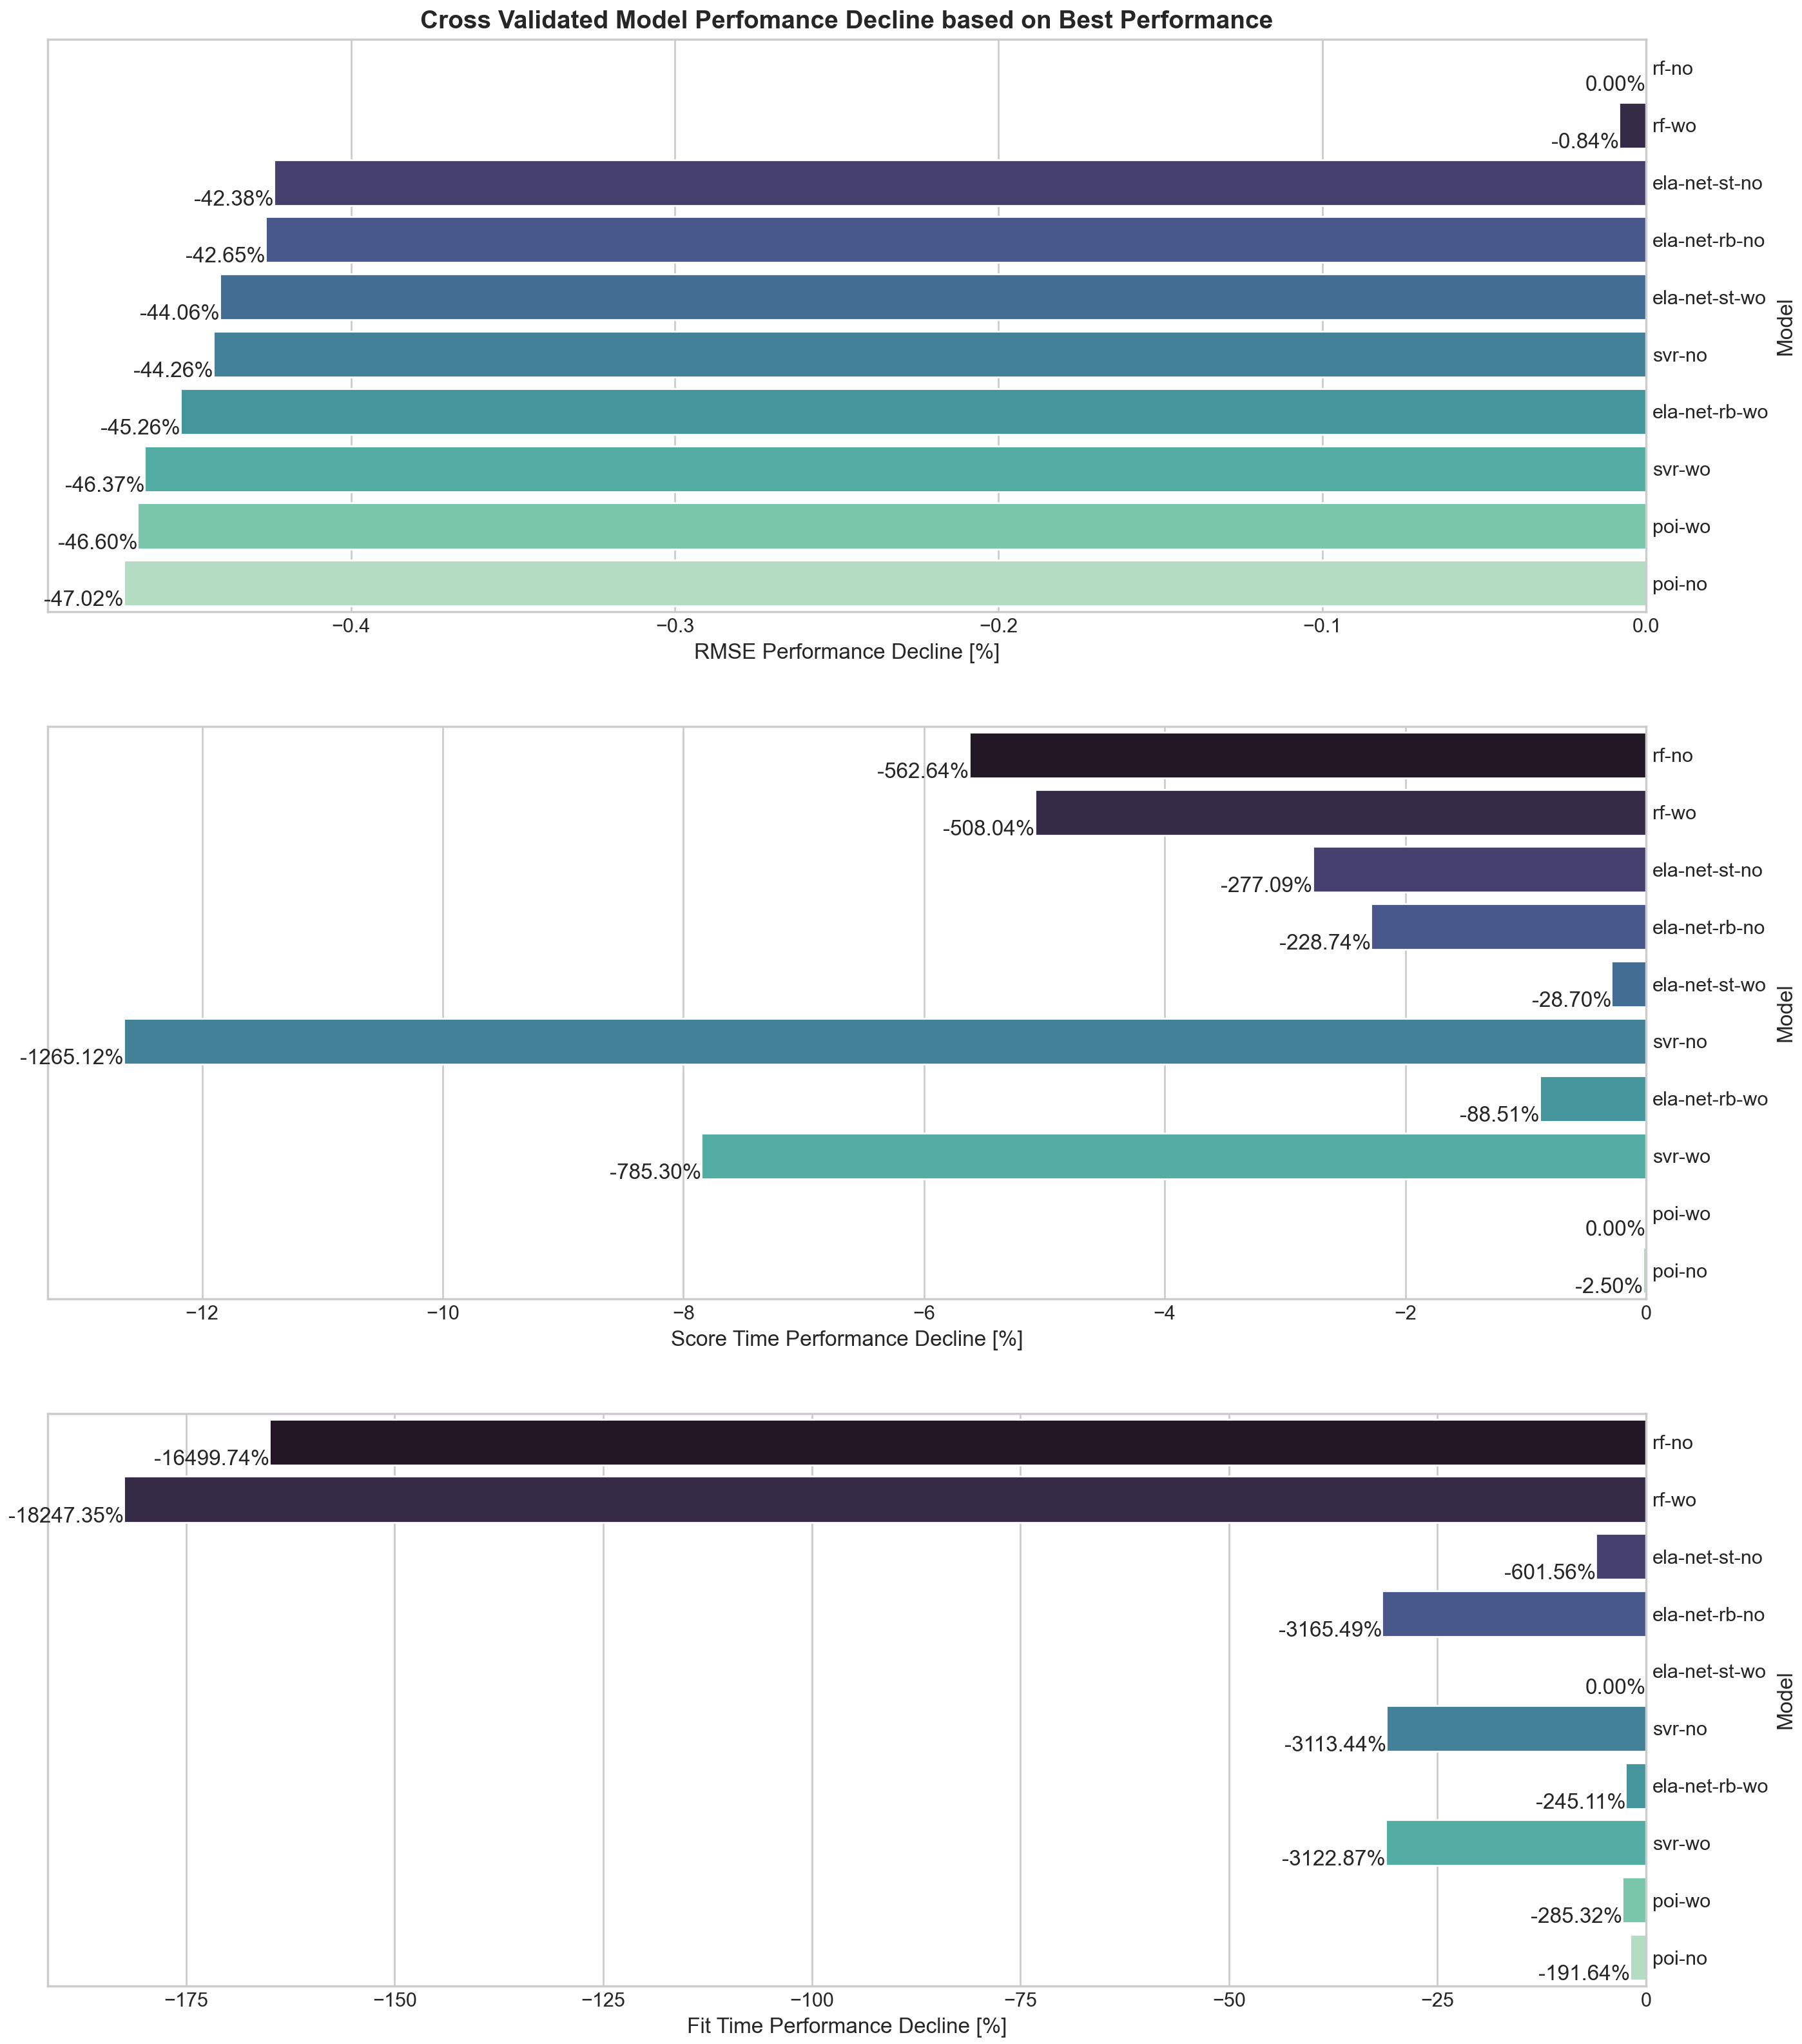 Cross Validated Model Perfomance Decline based on Best Performance
rf-no
0.00%
rf-wo
-0.84%
ela-net-st-no
-42.38%
ela-net-rb-no
-42.65%
ela-net-st-wo
-44.06%
svr-no
-44.26%
ela-net-rb-wo
-45.26%
svr-wo
-46.37%
poi-wo
-46.60%
poi-no
-47.02%
Model
−0.4 −0.3 −0.2 −0.1 0.0
RMSE Performance Decline [%]
rf-no
-562.64%
rf-wo
-508.04%
ela-net-st-no
-277.09%
ela-net-rb-no
-228.74%
ela-net-st-wo
-28.70%
svr-no
-1265.12%
ela-net-rb-wo
-88.51%
svr-wo
-785.30%
poi-wo
0.00%
poi-no
-2.50%
Model
−12 −10 −8 −6 −4 −2 0
Score Time Performance Decline [%]
rf-no
-16499.74%
rf-wo
-18247.35%
ela-net-st-no
-601.56%
ela-net-rb-no
-3165.49%
ela-net-st-wo
0.00%
svr-no
-3113.44%
ela-net-rb-wo
-245.11%
svr-wo
-3122.87%
poi-wo
-285.32%
poi-no
-191.64%
Model
−175 −150 −125 −100 −75 −50 −25 0
Fit Time Performance Decline [%]